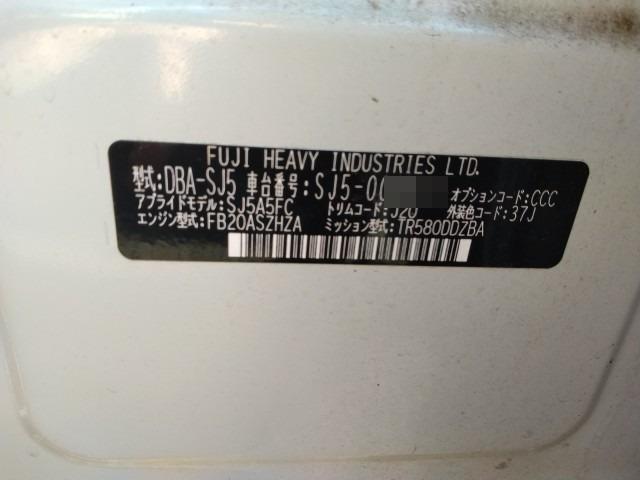 FUJI HEAVY INDUSTRIES LTD.
型式:DBA-SJ5 車台番号:SJ5-00 オプションコード:CCC
アプライドモデル:SJ5A5FC トリムコード:J20 外装色コード:37J
エンジン型式:FB20ASZHZA ミッション型式:TR580DDZBA